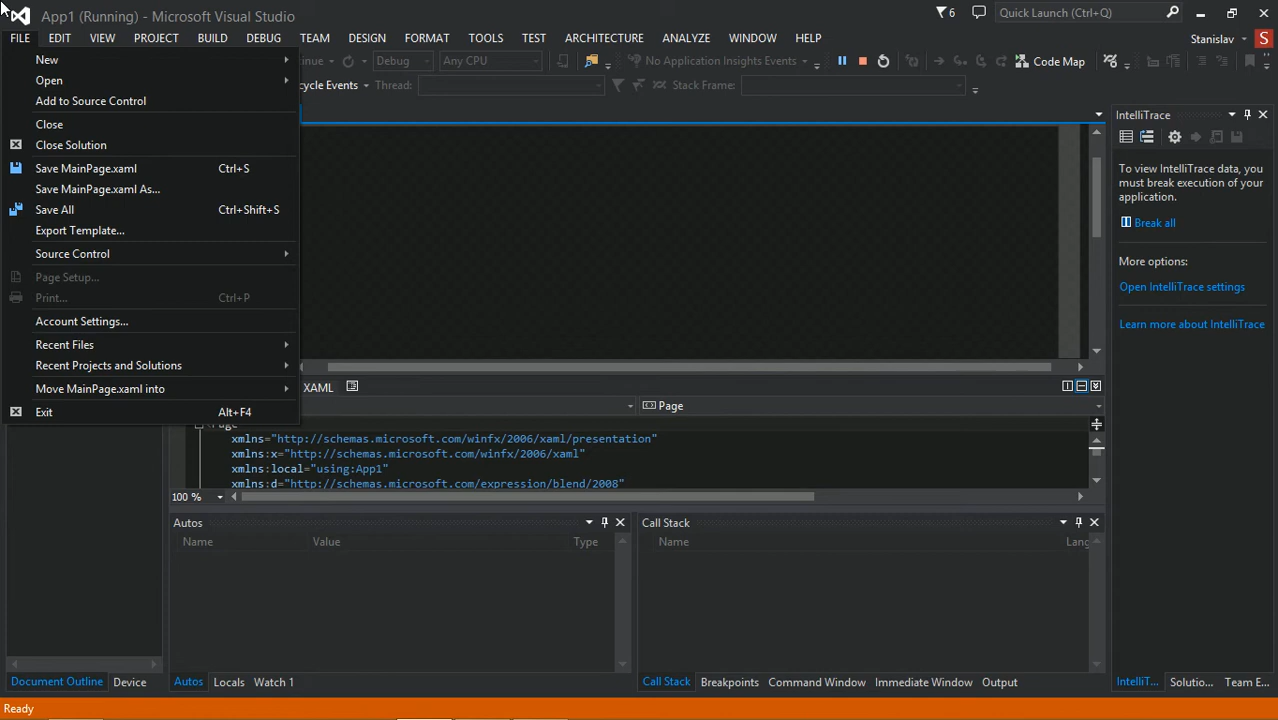 App1 (Running) - Microsoft Visual Studio
6
Quick Launch (Ctrl+Q)
FILE EDIT VIEW PROJECT BUILD DEBUG TEAM DESIGN FORMAT TOOLS TEST ARCHITECTURE ANALYZE WINDOW HELP
Stanislav S
Debug Any CPU No Application Insights Events Code Map
Thread: Stack Frame:
New
Open
Add to Source Control
Close
Close Solution
Save MainPage.xaml Ctrl+S
Save MainPage.xaml As...
Save All Ctrl+Shift+S
Export Template...
Source Control
Page Setup...
Print... Ctrl+P
Account Settings...
Recent Files
Recent Projects and Solutions
Move MainPage.xaml into
Exit Alt+F4
XAML
Page
xmlns="http://schemas.microsoft.com/winfx/2006/xaml/presentation"
xmlns:x="http://schemas.microsoft.com/winfx/2006/xaml"
xmlns:local="using:App1"
xmlns:d="http://schemas.microsoft.com/expression/blend/2008"
100 %
Autos
Name Value Type
Call Stack
Name Lang
IntelliTrace
To view IntelliTrace data, you
must break execution of your
application.
Break all
More options:
Open IntelliTrace settings
Learn more about IntelliTrace
Document Outline Device
Autos Locals Watch 1
Call Stack Breakpoints Command Window Immediate Window Output
IntelliT... Solutio... Team E...
Ready